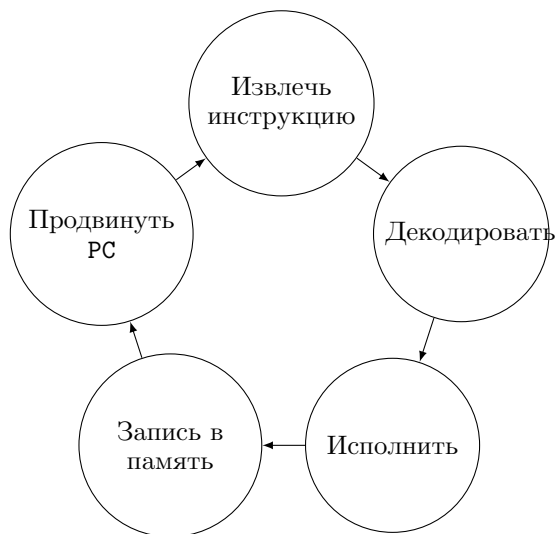 Извлечь
инструкцию
Декодировать
Исполнить
Запись в
память
Продвинуть
PC